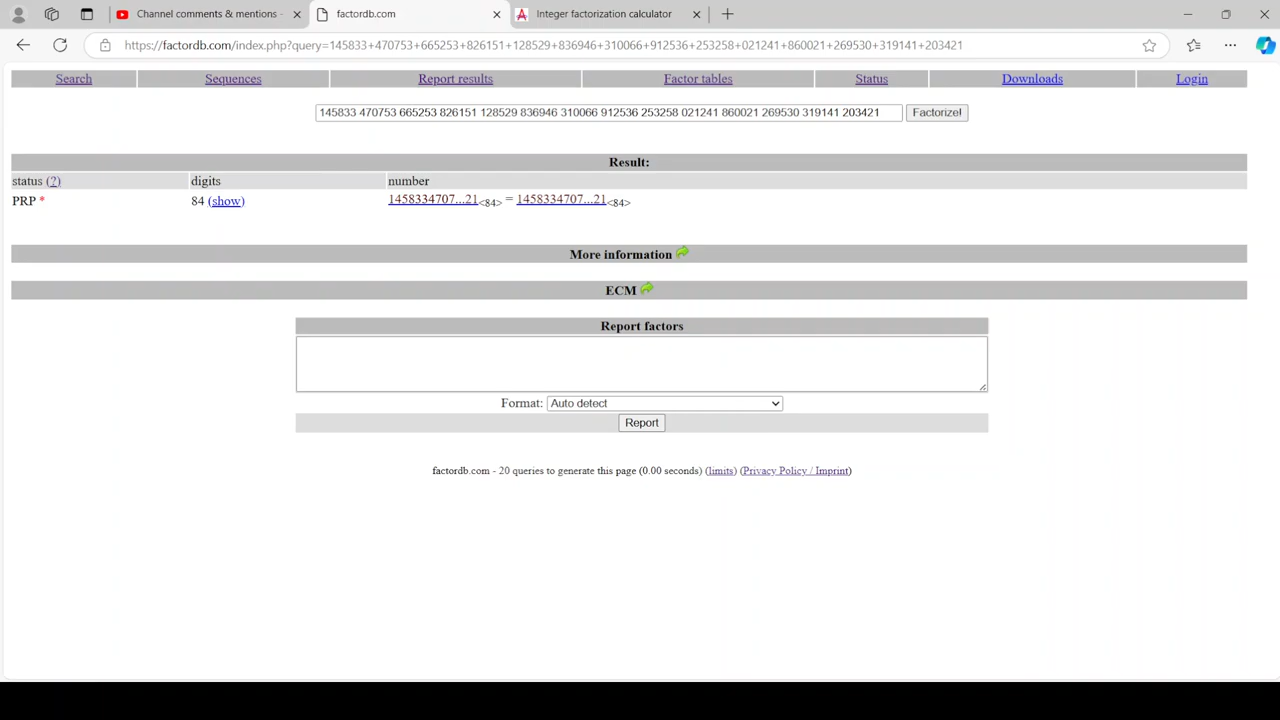 Channel comments & mentions -
factordb.com
Integer factorization calculator
https://factordb.com/index.php?query=145833+470753+665253+826151+128529+836946+310066+912536+253258+021241+860021+269530+319141+203421
Search Sequences Report results Factor tables Status Downloads Login
145833 470753 665253 826151 128529 836946 310066 912536 253258 021241 860021 269530 319141 203421 Factorize!
Result:
status (?) digits number
PRP * 84 (show) 1458334707...21<84> = 1458334707...21<84>
More information
ECM
Report factors
Format: Auto detect
Report
factordb.com - 20 queries to generate this page (0.00 seconds) (limits) (Privacy Policy / Imprint)